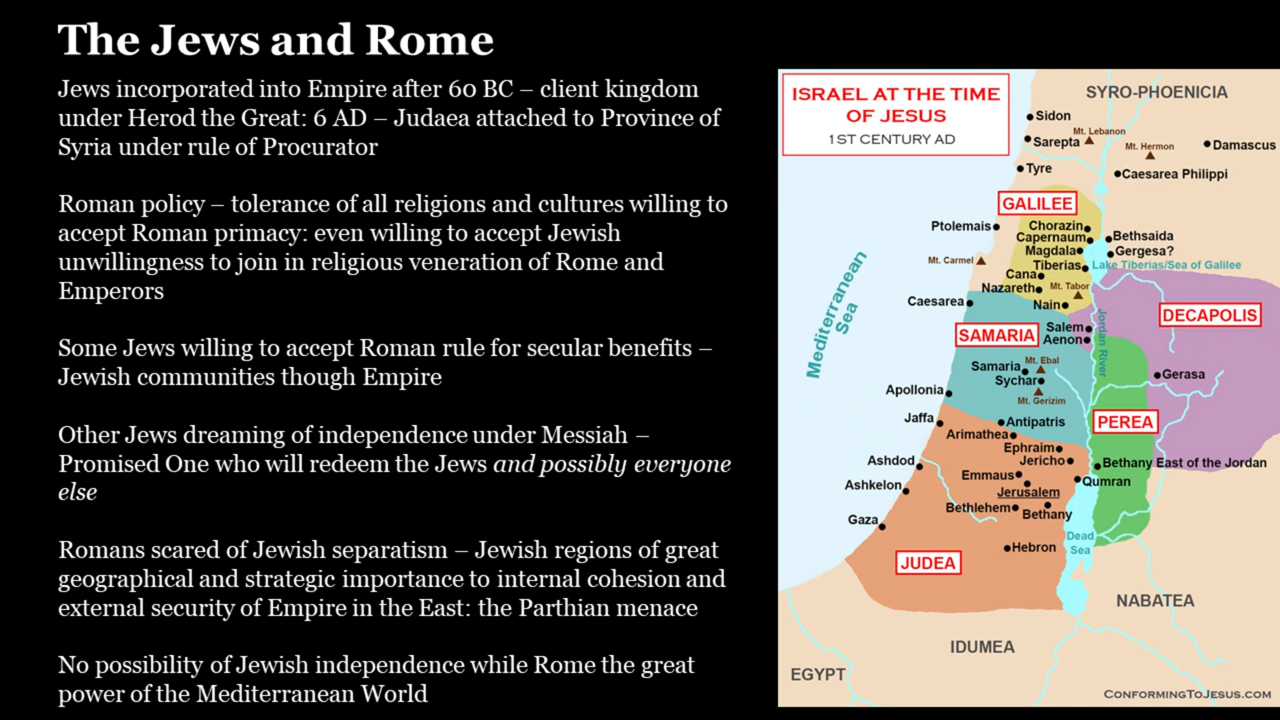 The Jews and Rome
Jews incorporated into Empire after 60 BC – client kingdom
under Herod the Great: 6 AD – Judaea attached to Province of
Syria under rule of Procurator
Roman policy – tolerance of all religions and cultures willing to
accept Roman primacy: even willing to accept Jewish
unwillingness to join in religious veneration of Rome and
Emperors
Some Jews willing to accept Roman rule for secular benefits –
Jewish communities though Empire
Other Jews dreaming of independence under Messiah –
Promised One who will redeem the Jews and possibly everyone
else
Romans scared of Jewish separatism – Jewish regions of great
geographical and strategic importance to internal cohesion and
external security of Empire in the East: the Parthian menace
No possibility of Jewish independence while Rome the great
power of the Mediterranean World
ISRAEL AT THE TIME
OF JESUS
1ST CENTURY AD
SYRO-PHOENICIA
Sidon
Mt. Lebanon
Sarepta
Mt. Hermon
Damascus
Tyre
Caesarea Philippi
GALILEE
Ptolemais
Chorazin
Capernaum
Bethsaida
Magdala
Gergesa?
Mt. Carmel
Tiberias
Lake Tiberias/Sea of Galilee
Cana
Nazareth
Mt. Tabor
Caesarea
Nain
Mediterranean
Sea
DECAPOLIS
SAMARIA
Salem
Aenon
Jordan River
Mt. Ebal
Samaria
Sychar
Gerasa
Apollonia
Mt. Gerizim
Jaffa
Antipatris
PEREA
Arimathea
Ephraim
Ashdod
Jericho
Bethany East of the Jordan
Emmaus
Qumran
Ashkelon
Jerusalem
Bethlehem
Bethany
Gaza
Dead
Sea
Hebron
JUDEA
NABATEA
IDUMEA
EGYPT
CONFORMINGTOJESUS.COM